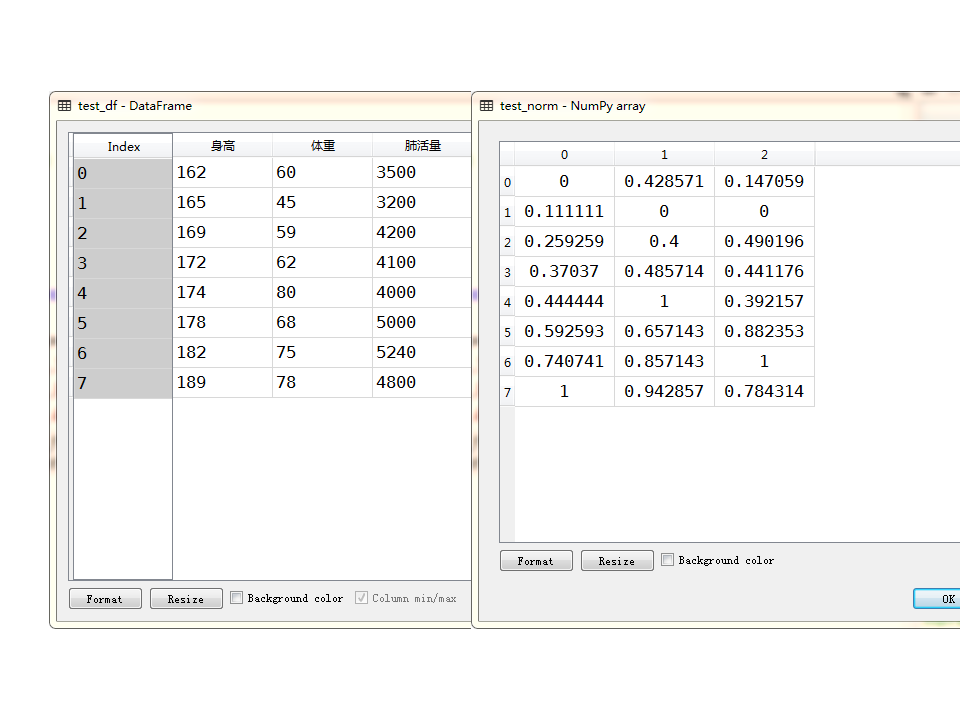 test_df - DataFrame
Index 身高 体重 肺活量
0 162 60 3500
1 165 45 3200
2 169 59 4200
3 172 62 4100
4 174 80 4000
5 178 68 5000
6 182 75 5240
7 189 78 4800
Format Resize Background color Column min/max
test_norm - NumPy array
0 1 2
0 0 0.428571 0.147059
1 0.111111 0 0
2 0.259259 0.4 0.490196
3 0.37037 0.485714 0.441176
4 0.444444 1 0.392157
5 0.592593 0.657143 0.882353
6 0.740741 0.857143 1
7 1 0.942857 0.784314
Format Resize Background color
OK